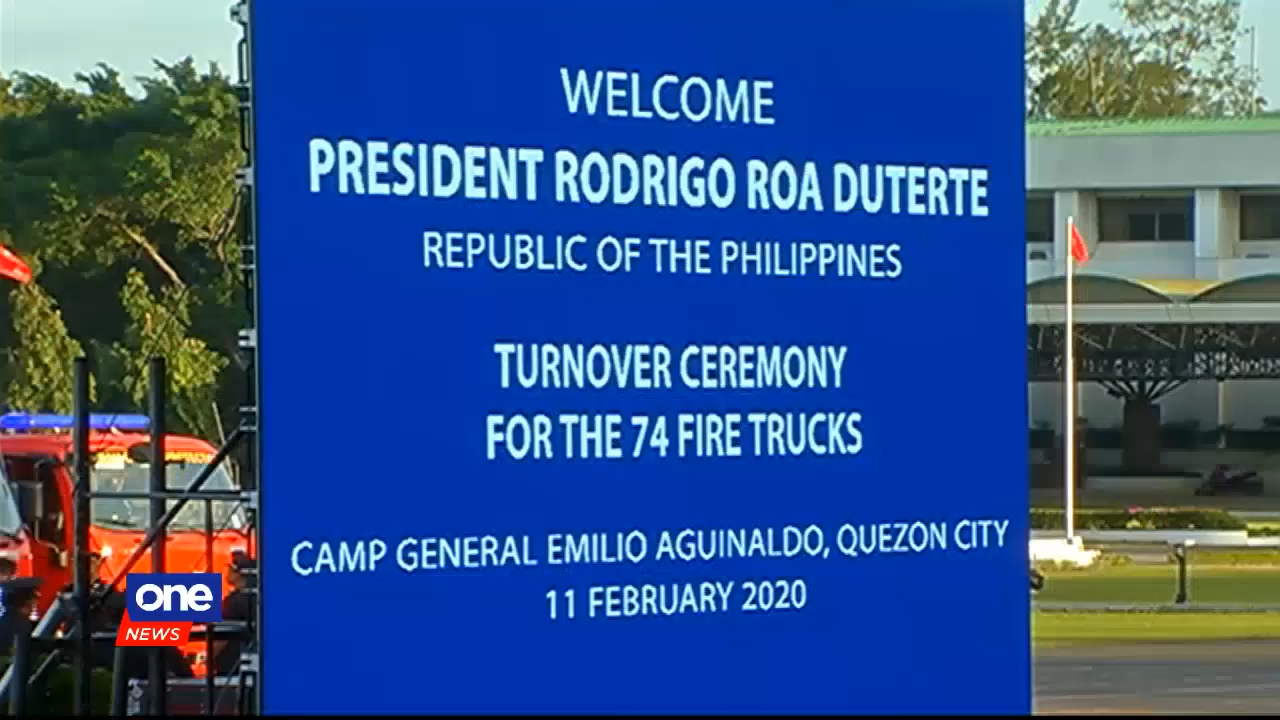 WELCOME
PRESIDENT RODRIGO ROA DUTERTE
REPUBLIC OF THE PHILIPPINES
TURNOVER CEREMONY
FOR THE 74 FIRE TRUCKS
CAMP GENERAL EMILIO AGUINALDO, QUEZON CITY
11 FEBRUARY 2020
one
NEWS